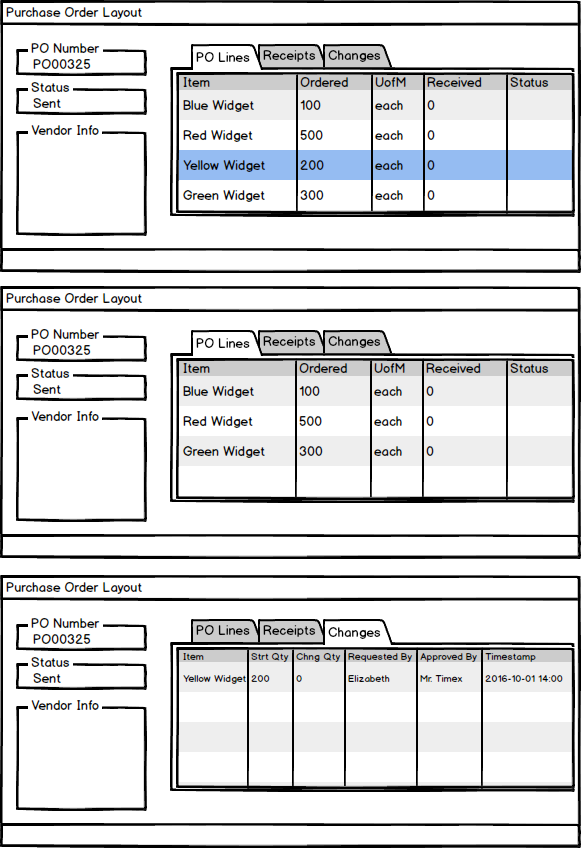 Purchase Order Layout
PO Number
PO00325
Status
Sent
Vendor Info
PO Lines Receipts Changes
Item Ordered UofM Received Status
Blue Widget 100 each 0
Red Widget 500 each 0
Yellow Widget 200 each 0
Green Widget 300 each 0
Purchase Order Layout
PO Number
PO00325
Status
Sent
Vendor Info
PO Lines Receipts Changes
Item Ordered UofM Received Status
Blue Widget 100 each 0
Red Widget 500 each 0
Green Widget 300 each 0
Purchase Order Layout
PO Number
PO00325
Status
Sent
Vendor Info
PO Lines Receipts Changes
Item Strt Qty Chng Qty Requested By Approved By Timestamp
Yellow Widget 200 0 Elizabeth Mr. Timex 2016-10-01 14:00